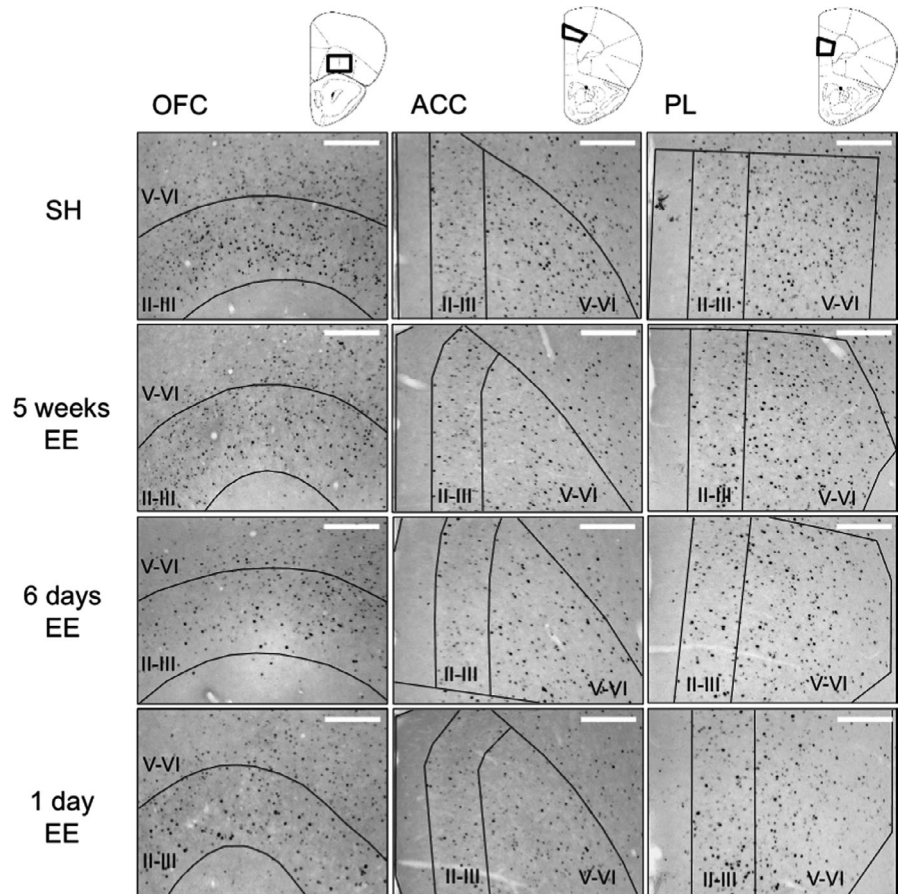 OFC ACC PL
SH
V-VI
II-III
II-III V-VI
II-III V-VI
5 weeks
EE
V-VI
II-III
II-III V-VI
II-III V-VI
6 days
EE
V-VI
II-III
II-III V-VI
II-III V-VI
1 day
EE
V-VI
II-III
II-III V-VI
II-III V-VI